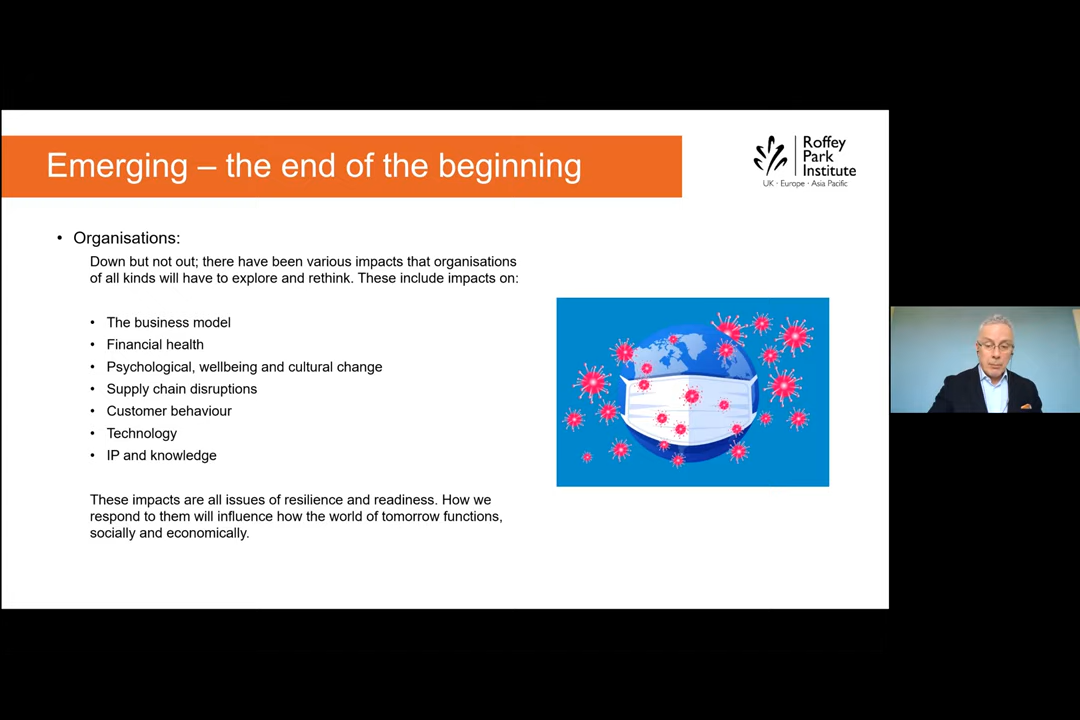 Emerging – the end of the beginning
Roffey
Park
Institute
UK · Europe · Asia Pacific
• Organisations:
Down but not out; there have been various impacts that organisations
of all kinds will have to explore and rethink. These include impacts on:
• The business model
• Financial health
• Psychological, wellbeing and cultural change
• Supply chain disruptions
• Customer behaviour
• Technology
• IP and knowledge
These impacts are all issues of resilience and readiness. How we
respond to them will influence how the world of tomorrow functions,
socially and economically.